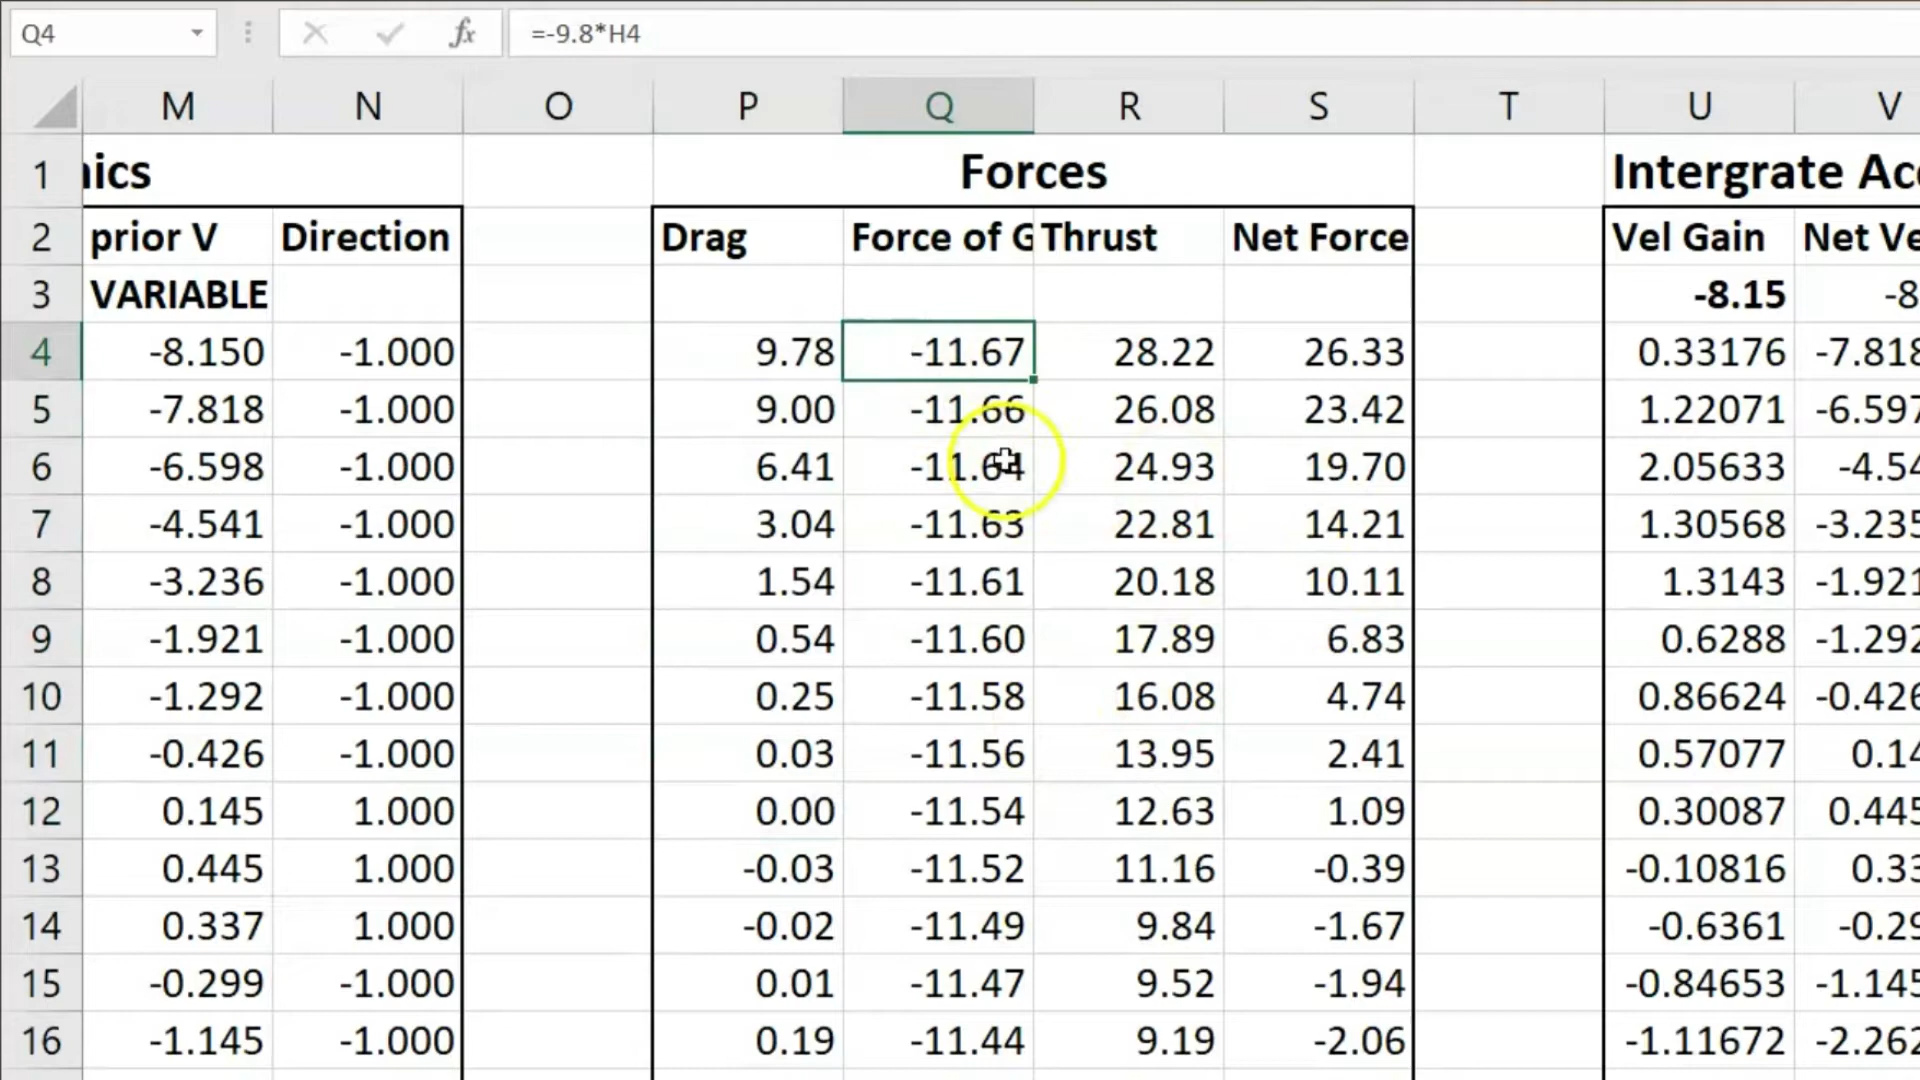 Q4 fx =-9.8*H4
M N O P Q R S T U V
1 nics Forces Intergrate Acc
2 prior V Direction Drag Force of G Thrust Net Force Vel Gain Net Ve
3 VARIABLE -8.15 -8
4 -8.150 -1.000 9.78 -11.67 28.22 26.33 0.33176 -7.818
5 -7.818 -1.000 9.00 -11.66 26.08 23.42 1.22071 -6.597
6 -6.598 -1.000 6.41 -11.64 24.93 19.70 2.05633 -4.54
7 -4.541 -1.000 3.04 -11.63 22.81 14.21 1.30568 -3.235
8 -3.236 -1.000 1.54 -11.61 20.18 10.11 1.3143 -1.921
9 -1.921 -1.000 0.54 -11.60 17.89 6.83 0.6288 -1.292
10 -1.292 -1.000 0.25 -11.58 16.08 4.74 0.86624 -0.426
11 -0.426 -1.000 0.03 -11.56 13.95 2.41 0.57077 0.14
12 0.145 1.000 0.00 -11.54 12.63 1.09 0.30087 0.445
13 0.445 1.000 -0.03 -11.52 11.16 -0.39 -0.10816 0.33
14 0.337 1.000 -0.02 -11.49 9.84 -1.67 -0.6361 -0.29
15 -0.299 -1.000 0.01 -11.47 9.52 -1.94 -0.84653 -1.145
16 -1.145 -1.000 0.19 -11.44 9.19 -2.06 -1.11672 -2.262